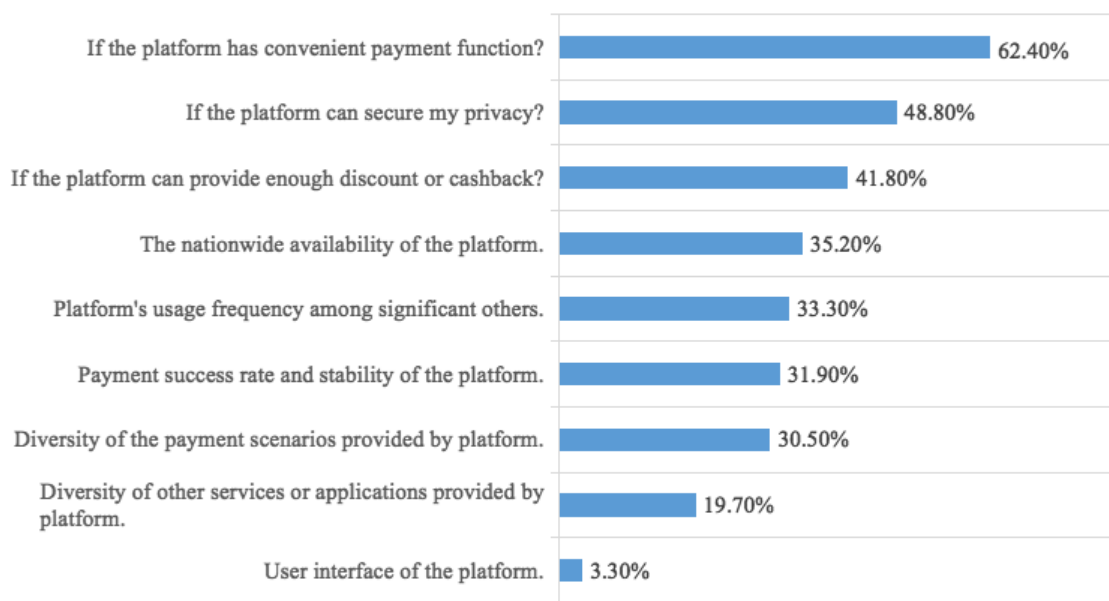 If the platform has convenient payment function? 62.40%
If the platform can secure my privacy? 48.80%
If the platform can provide enough discount or cashback? 41.80%
The nationwide availability of the platform. 35.20%
Platform's usage frequency among significant others. 33.30%
Payment success rate and stability of the platform. 31.90%
Diversity of the payment scenarios provided by platform. 30.50%
Diversity of other services or applications provided by
platform. 19.70%
User interface of the platform. 3.30%